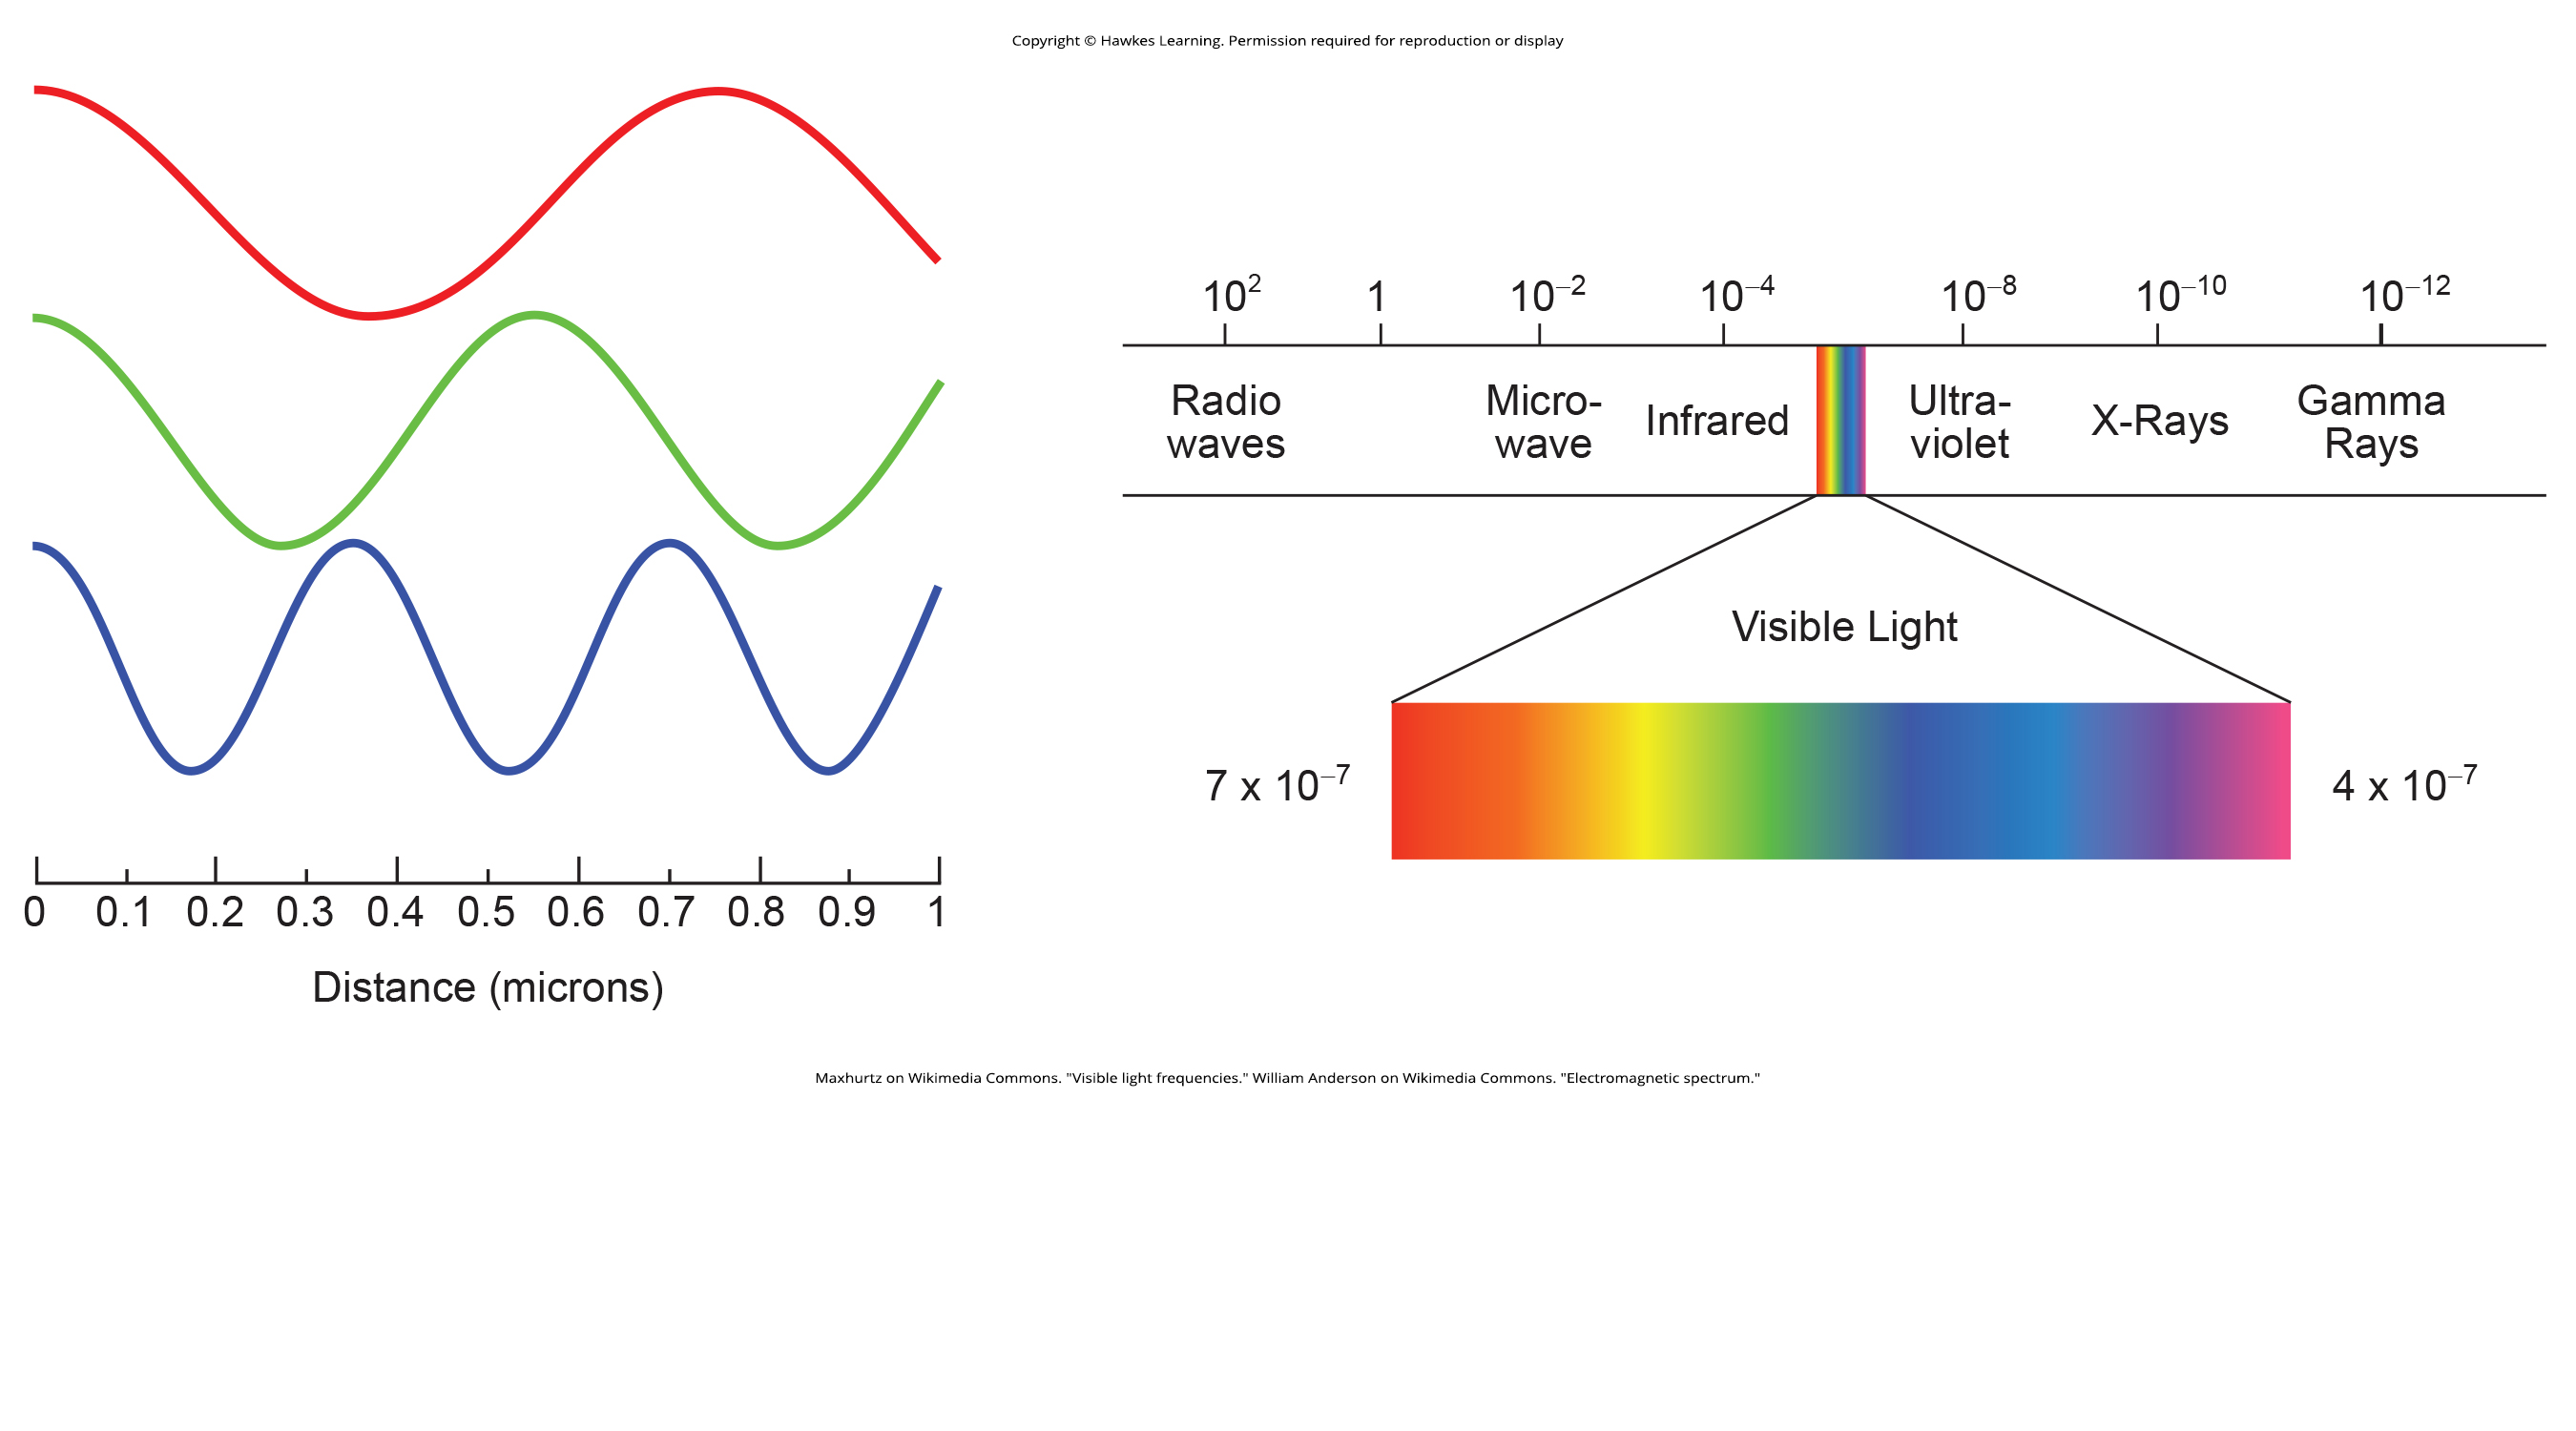 Copyright © Hawkes Learning. Permission required for reproduction or display
10² 1 10⁻² 10⁻⁴ 10⁻⁸ 10⁻¹⁰ 10⁻¹²
Radio
waves
Micro-
wave
Infrared
Ultra-
violet
X-Rays
Gamma
Rays
Visible Light
7 x 10⁻⁷
4 x 10⁻⁷
0 0.1 0.2 0.3 0.4 0.5 0.6 0.7 0.8 0.9 1
Distance (microns)
Maxhurtz on Wikimedia Commons. "Visible light frequencies." William Anderson on Wikimedia Commons. "Electromagnetic spectrum."